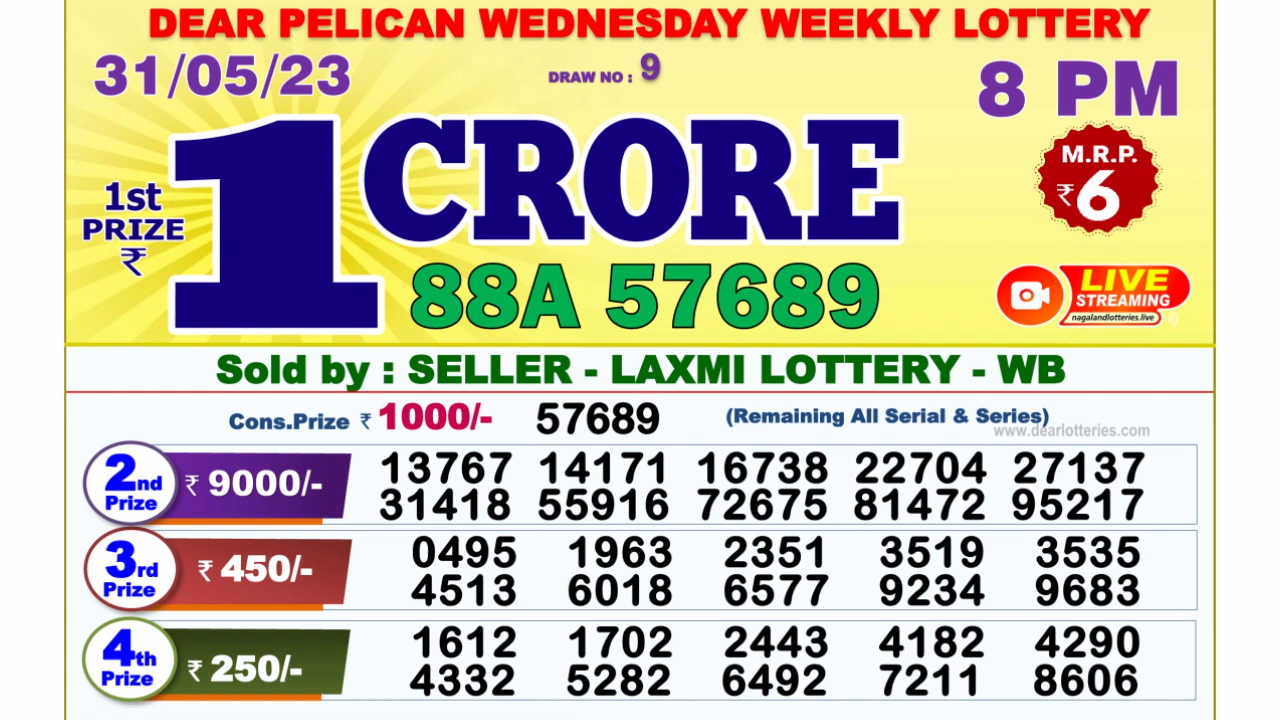 DEAR PELICAN WEDNESDAY WEEKLY LOTTERY
31/05/23 DRAW NO : 9 8 PM
1st PRIZE ₹ 1 CRORE
M.R.P. ₹ 6
88A 57689
LIVE STREAMING
nagalandlotteries.live
Sold by : SELLER - LAXMI LOTTERY - WB
Cons.Prize ₹ 1000/- 57689 (Remaining All Serial & Series)
www.dearlotteries.com
2nd Prize ₹ 9000/-
13767 14171 16738 22704 27137
31418 55916 72675 81472 95217
3rd Prize ₹ 450/-
0495 1963 2351 3519 3535
4513 6018 6577 9234 9683
4th Prize ₹ 250/-
1612 1702 2443 4182 4290
4332 5282 6492 7211 8606